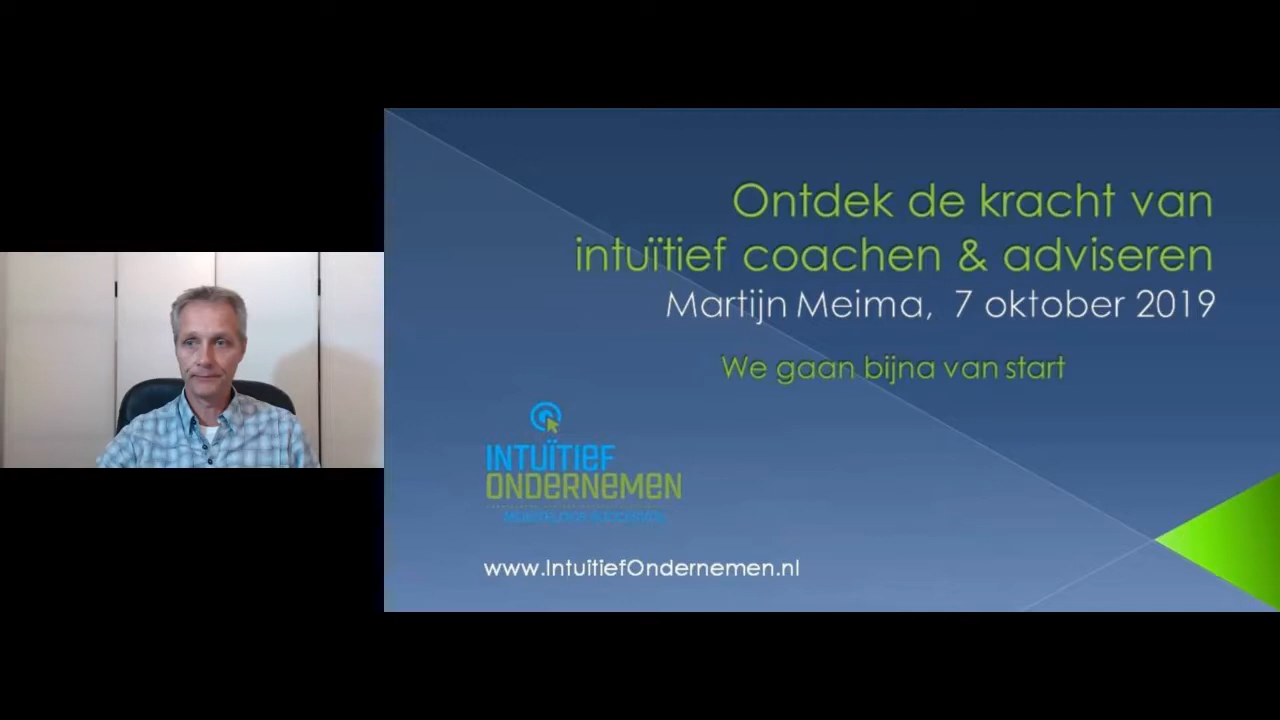 Ontdek de kracht van
intuïtief coachen & adviseren
Martijn Meima, 7 oktober 2019
We gaan bijna van start
INTUÏTIEF
ONDERNEMEN
www.IntuitiefOndernemen.nl